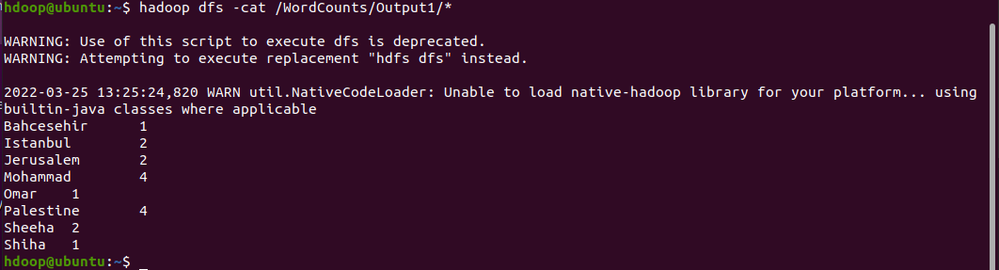 hdoop@ubuntu:~$ hadoop dfs -cat /WordCounts/Output1/*
WARNING: Use of this script to execute dfs is deprecated.
WARNING: Attempting to execute replacement "hdfs dfs" instead.
2022-03-25 13:25:24,820 WARN util.NativeCodeLoader: Unable to load native-hadoop library for your platform... using
builtin-java classes where applicable
Bahcesehir 1
Istanbul 2
Jerusalem 2
Mohammad 4
Omar 1
Palestine 4
Sheeha 2
Shiha 1
hdoop@ubuntu:~$